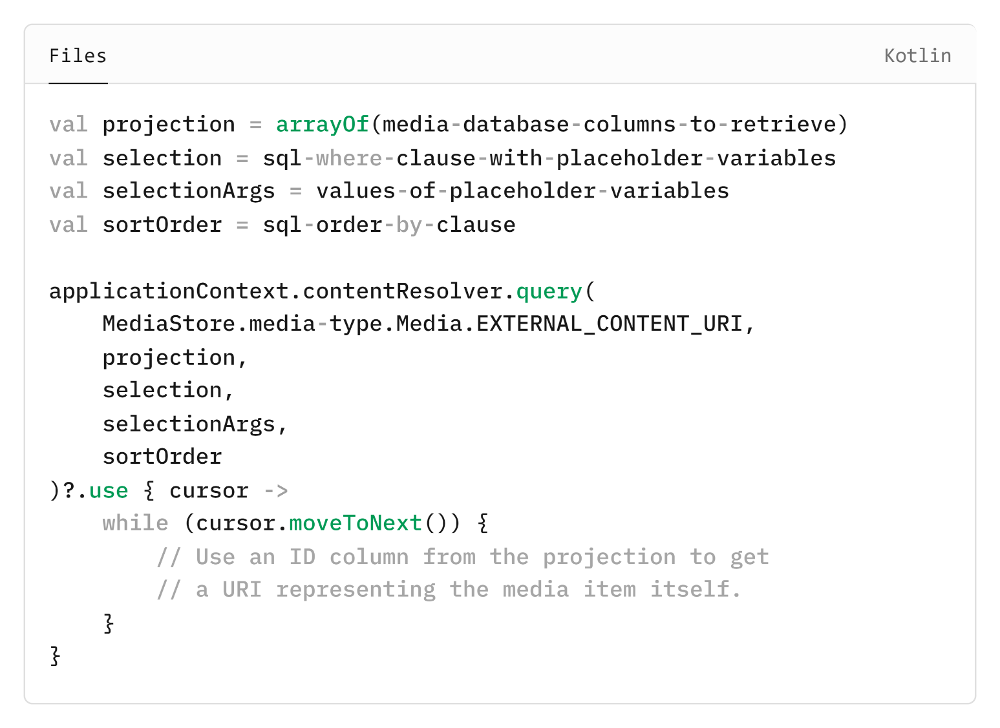 Files
Kotlin
val projection = arrayOf(media-database-columns-to-retrieve)
val selection = sql-where-clause-with-placeholder-variables
val selectionArgs = values-of-placeholder-variables
val sortOrder = sql-order-by-clause

applicationContext.contentResolver.query(
    MediaStore.media-type.Media.EXTERNAL_CONTENT_URI,
    projection,
    selection,
    selectionArgs,
    sortOrder
)?.use { cursor ->
    while (cursor.moveToNext()) {
        // Use an ID column from the projection to get
        // a URI representing the media item itself.
    }
}